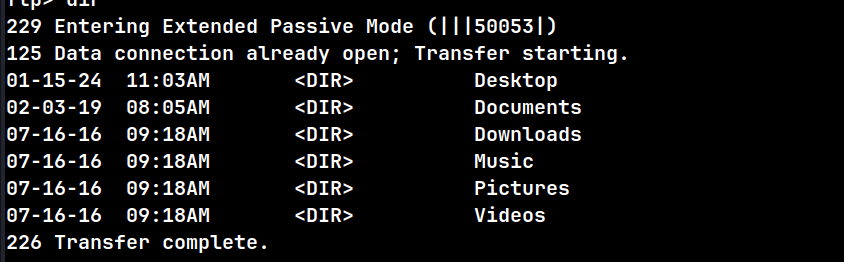 ftp> dir
229 Entering Extended Passive Mode (|||50053|)
125 Data connection already open; Transfer starting.
01-15-24  11:03AM       <DIR>          Desktop
02-03-19  08:05AM       <DIR>          Documents
07-16-16  09:18AM       <DIR>          Downloads
07-16-16  09:18AM       <DIR>          Music
07-16-16  09:18AM       <DIR>          Pictures
07-16-16  09:18AM       <DIR>          Videos
226 Transfer complete.